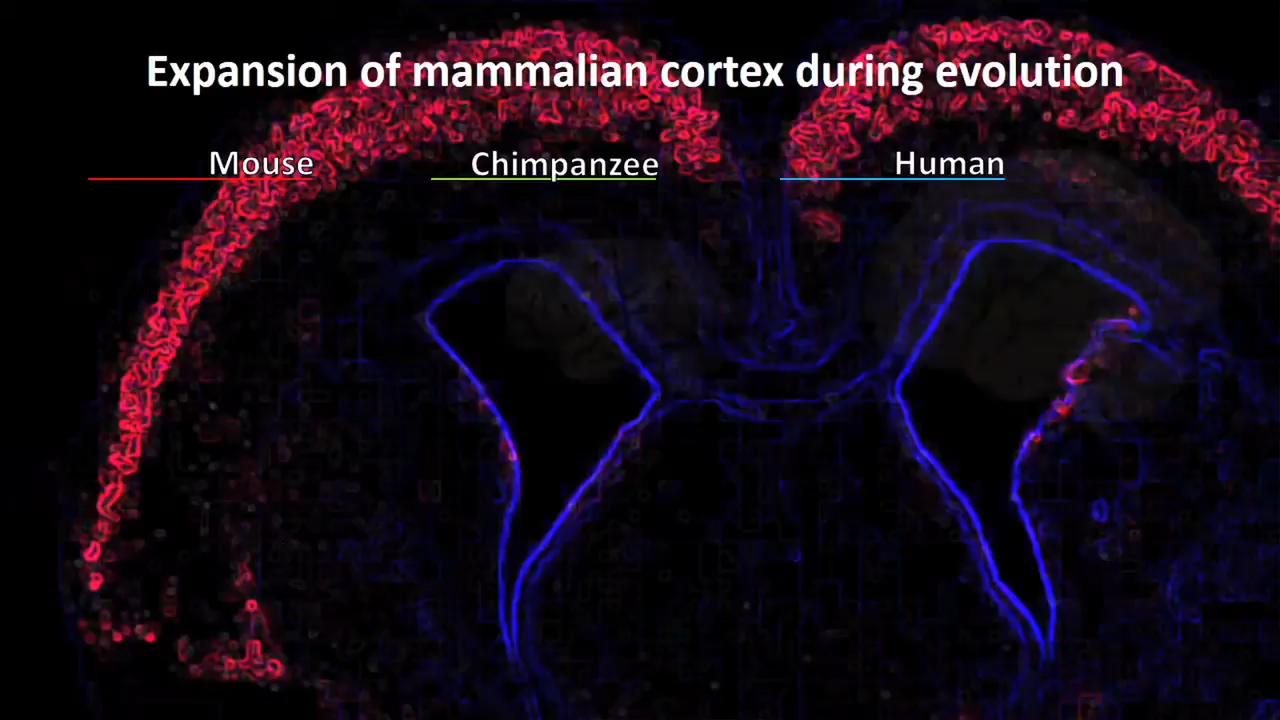 Expansion of mammalian cortex during evolution
Mouse Chimpanzee Human